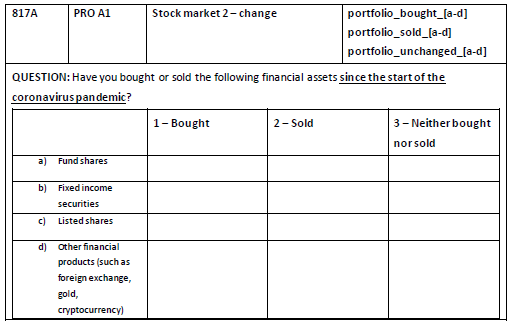 817A PRO A1 Stock market 2 – change portfolio_bought_[a-d]
portfolio_sold_[a-d]
portfolio_unchanged_[a-d]
QUESTION: Have you bought or sold the following financial assets since the start of the
coronavirus pandemic?
1 – Bought 2 – Sold 3 – Neither bought
nor sold
a) Fund shares
b) Fixed income
securities
c) Listed shares
d) Other financial
products (such as
foreign exchange,
gold,
cryptocurrency)